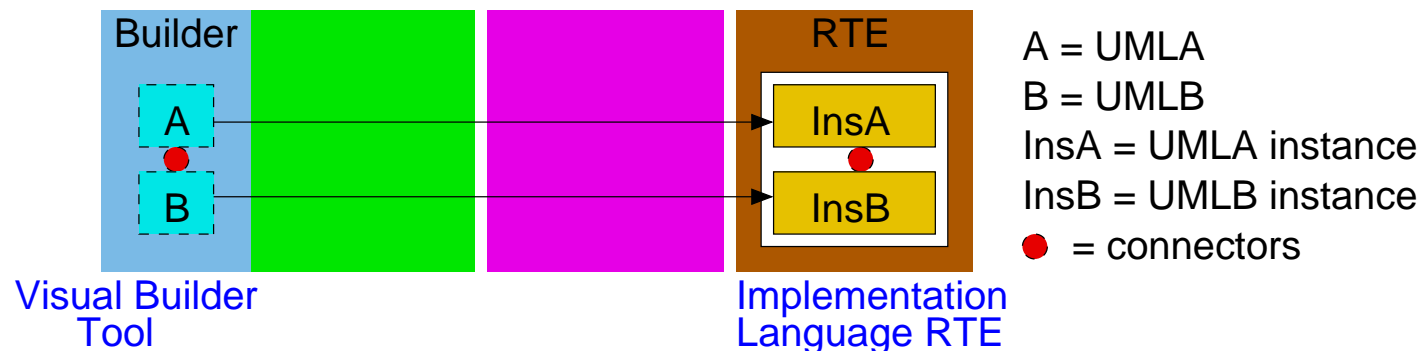 Builder
RTE
A
B
InsA
InsB
A = UMLA
B = UMLB
InsA = UMLA instance
InsB = UMLB instance
= connectors
Visual Builder
Tool
Implementation
Language RTE